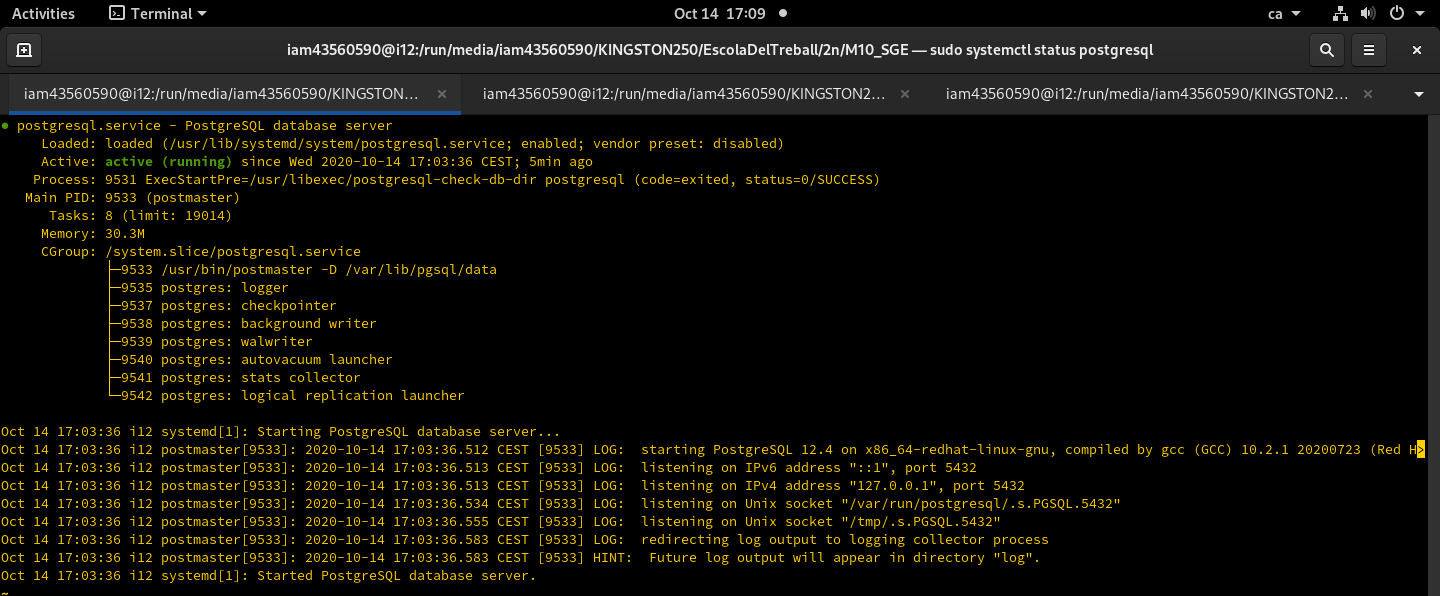 Activities Terminal Oct 14 17:09 ca
iam43560590@i12:/run/media/iam43560590/KINGSTON250/EscolaDelTreball/2n/M10_SGE — sudo systemctl status postgresql
iam43560590@i12:/run/media/iam43560590/KINGSTON... iam43560590@i12:/run/media/iam43560590/KINGSTON2... iam43560590@i12:/run/media/iam43560590/KINGSTON2...
● postgresql.service - PostgreSQL database server
Loaded: loaded (/usr/lib/systemd/system/postgresql.service; enabled; vendor preset: disabled)
Active: active (running) since Wed 2020-10-14 17:03:36 CEST; 5min ago
Process: 9531 ExecStartPre=/usr/libexec/postgresql-check-db-dir postgresql (code=exited, status=0/SUCCESS)
Main PID: 9533 (postmaster)
Tasks: 8 (limit: 19014)
Memory: 30.3M
CGroup: /system.slice/postgresql.service
├─9533 /usr/bin/postmaster -D /var/lib/pgsql/data
├─9535 postgres: logger
├─9537 postgres: checkpointer
├─9538 postgres: background writer
├─9539 postgres: walwriter
├─9540 postgres: autovacuum launcher
├─9541 postgres: stats collector
└─9542 postgres: logical replication launcher
Oct 14 17:03:36 i12 systemd[1]: Starting PostgreSQL database server...
Oct 14 17:03:36 i12 postmaster[9533]: 2020-10-14 17:03:36.512 CEST [9533] LOG:  starting PostgreSQL 12.4 on x86_64-redhat-linux-gnu, compiled by gcc (GCC) 10.2.1 20200723 (Red H>
Oct 14 17:03:36 i12 postmaster[9533]: 2020-10-14 17:03:36.513 CEST [9533] LOG:  listening on IPv6 address "::1", port 5432
Oct 14 17:03:36 i12 postmaster[9533]: 2020-10-14 17:03:36.513 CEST [9533] LOG:  listening on IPv4 address "127.0.0.1", port 5432
Oct 14 17:03:36 i12 postmaster[9533]: 2020-10-14 17:03:36.534 CEST [9533] LOG:  listening on Unix socket "/var/run/postgresql/.s.PGSQL.5432"
Oct 14 17:03:36 i12 postmaster[9533]: 2020-10-14 17:03:36.555 CEST [9533] LOG:  listening on Unix socket "/tmp/.s.PGSQL.5432"
Oct 14 17:03:36 i12 postmaster[9533]: 2020-10-14 17:03:36.583 CEST [9533] LOG:  redirecting log output to logging collector process
Oct 14 17:03:36 i12 postmaster[9533]: 2020-10-14 17:03:36.583 CEST [9533] HINT:  Future log output will appear in directory "log".
Oct 14 17:03:36 i12 systemd[1]: Started PostgreSQL database server.
~